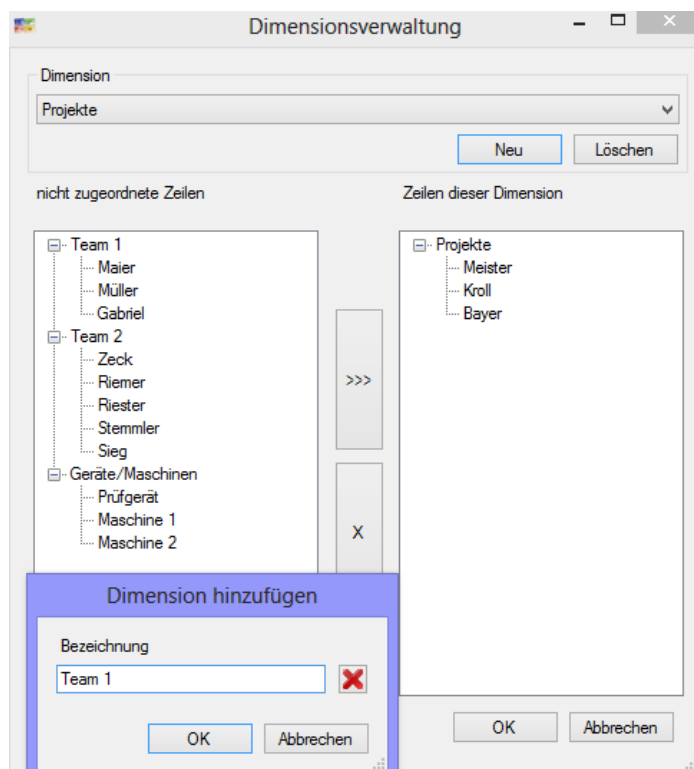 Dimensionsverwaltung
Dimension
Projekte
Neu
Löschen
nicht zugeordnete Zeilen
Zeilen dieser Dimension
Team 1
Maier
Müller
Gabriel
Team 2
Zeck
Riemer
Riester
Stemmler
Sieg
Geräte/Maschinen
Prüfgerät
Maschine 1
Maschine 2
>>>
X
Projekte
Meister
Kroll
Bayer
Dimension hinzufügen
Bezeichnung
Team 1
OK
Abbrechen
OK
Abbrechen